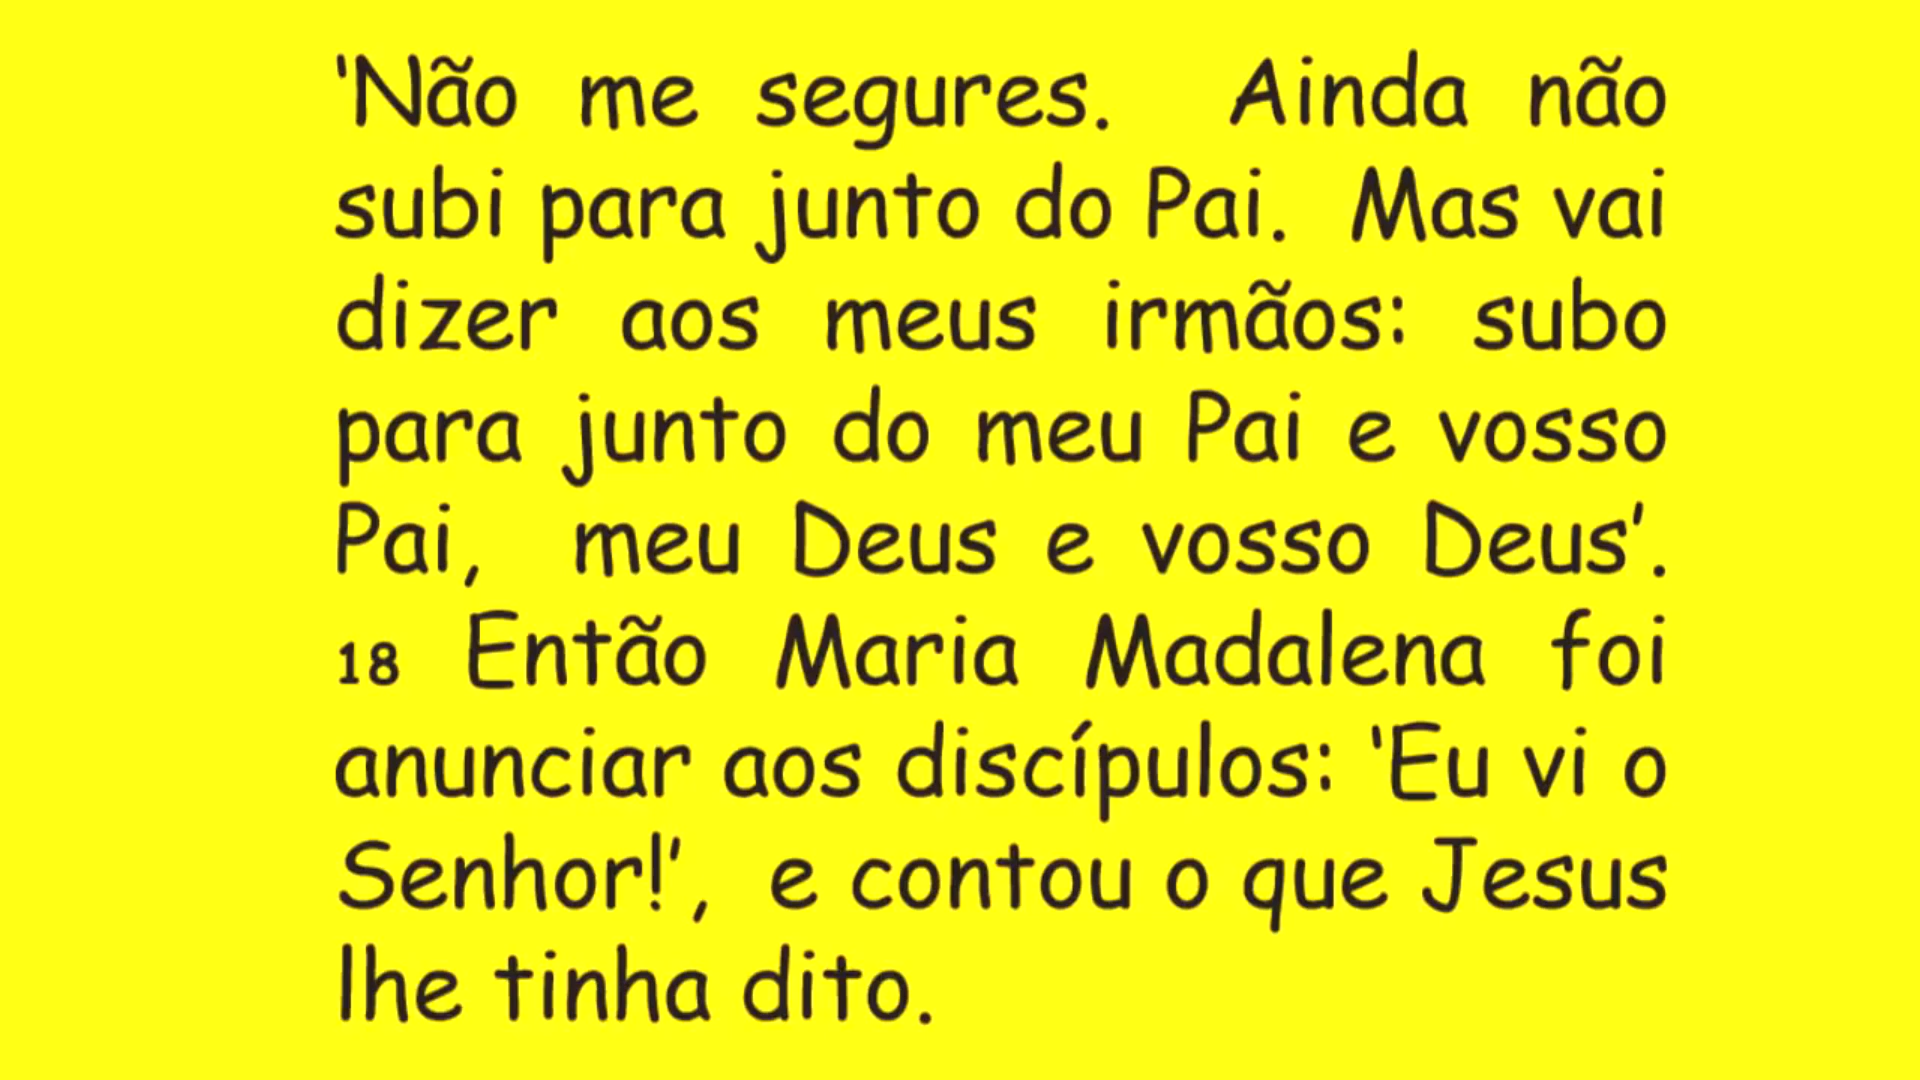 ‘Não me segures. Ainda não
subi para junto do Pai. Mas vai
dizer aos meus irmãos: subo
para junto do meu Pai e vosso
Pai, meu Deus e vosso Deus’.
18 Então Maria Madalena foi
anunciar aos discípulos: ‘Eu vi o
Senhor!’, e contou o que Jesus
lhe tinha dito.